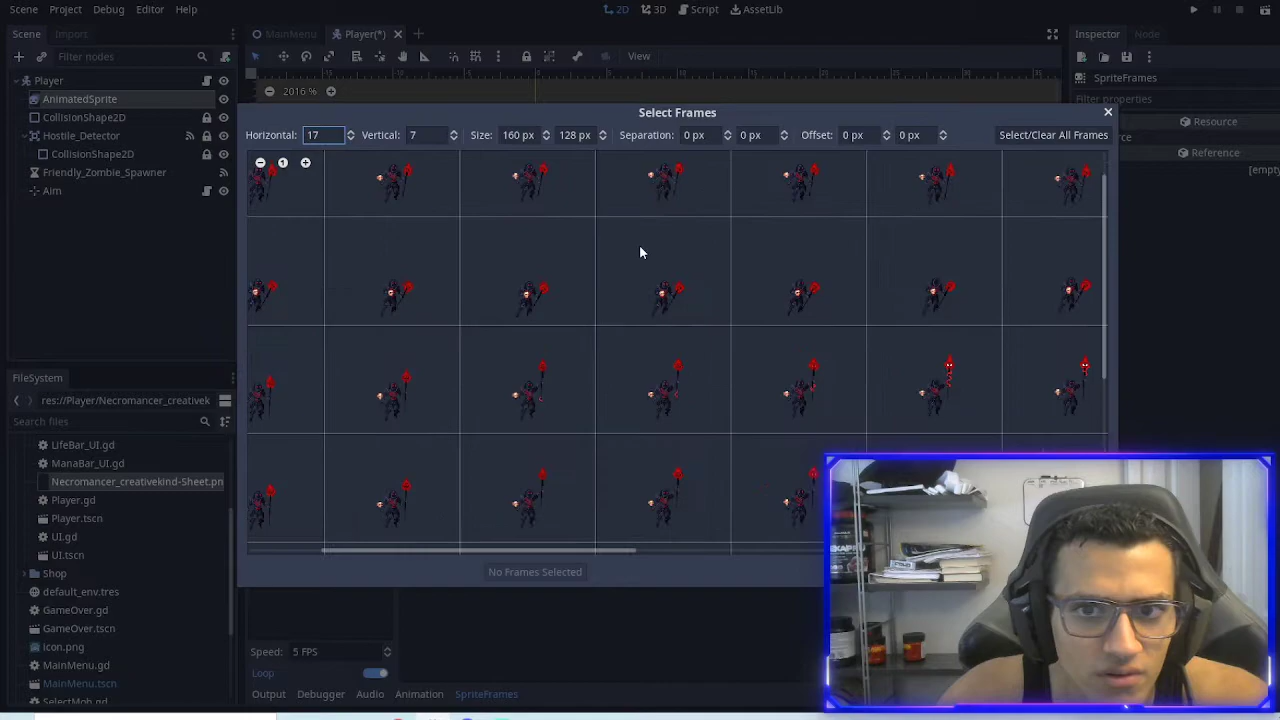 Scene Project Debug Editor Help
2D 3D Script AssetLib
Scene Import
MainMenu Player(*)
Inspector Node
Filter nodes
View
Player
SpriteFrames
AnimatedSprite
2016 %
Filter properties
CollisionShape2D
Select Frames
Resource
Hostile_Detector
Horizontal: 17 Vertical: 7 Size: 160 px 128 px Separation: 0 px 0 px Offset: 0 px 0 px Select/Clear All Frames
CollisionShape2D
Reference
Friendly_Zombie_Spawner
[empty
Aim
FileSystem
res://Player/Necromancer_creativek
Search files
LifeBar_UI.gd
ManaBar_UI.gd
Necromancer_creativekind-Sheet.pn
Player.gd
Player.tscn
UI.gd
UI.tscn
No Frames Selected
Shop
default_env.tres
GameOver.gd
GameOver.tscn
icon.png
Speed: 5 FPS
MainMenu.gd
Loop
MainMenu.tscn
Output Debugger Audio Animation SpriteFrames
SelectMob.gd